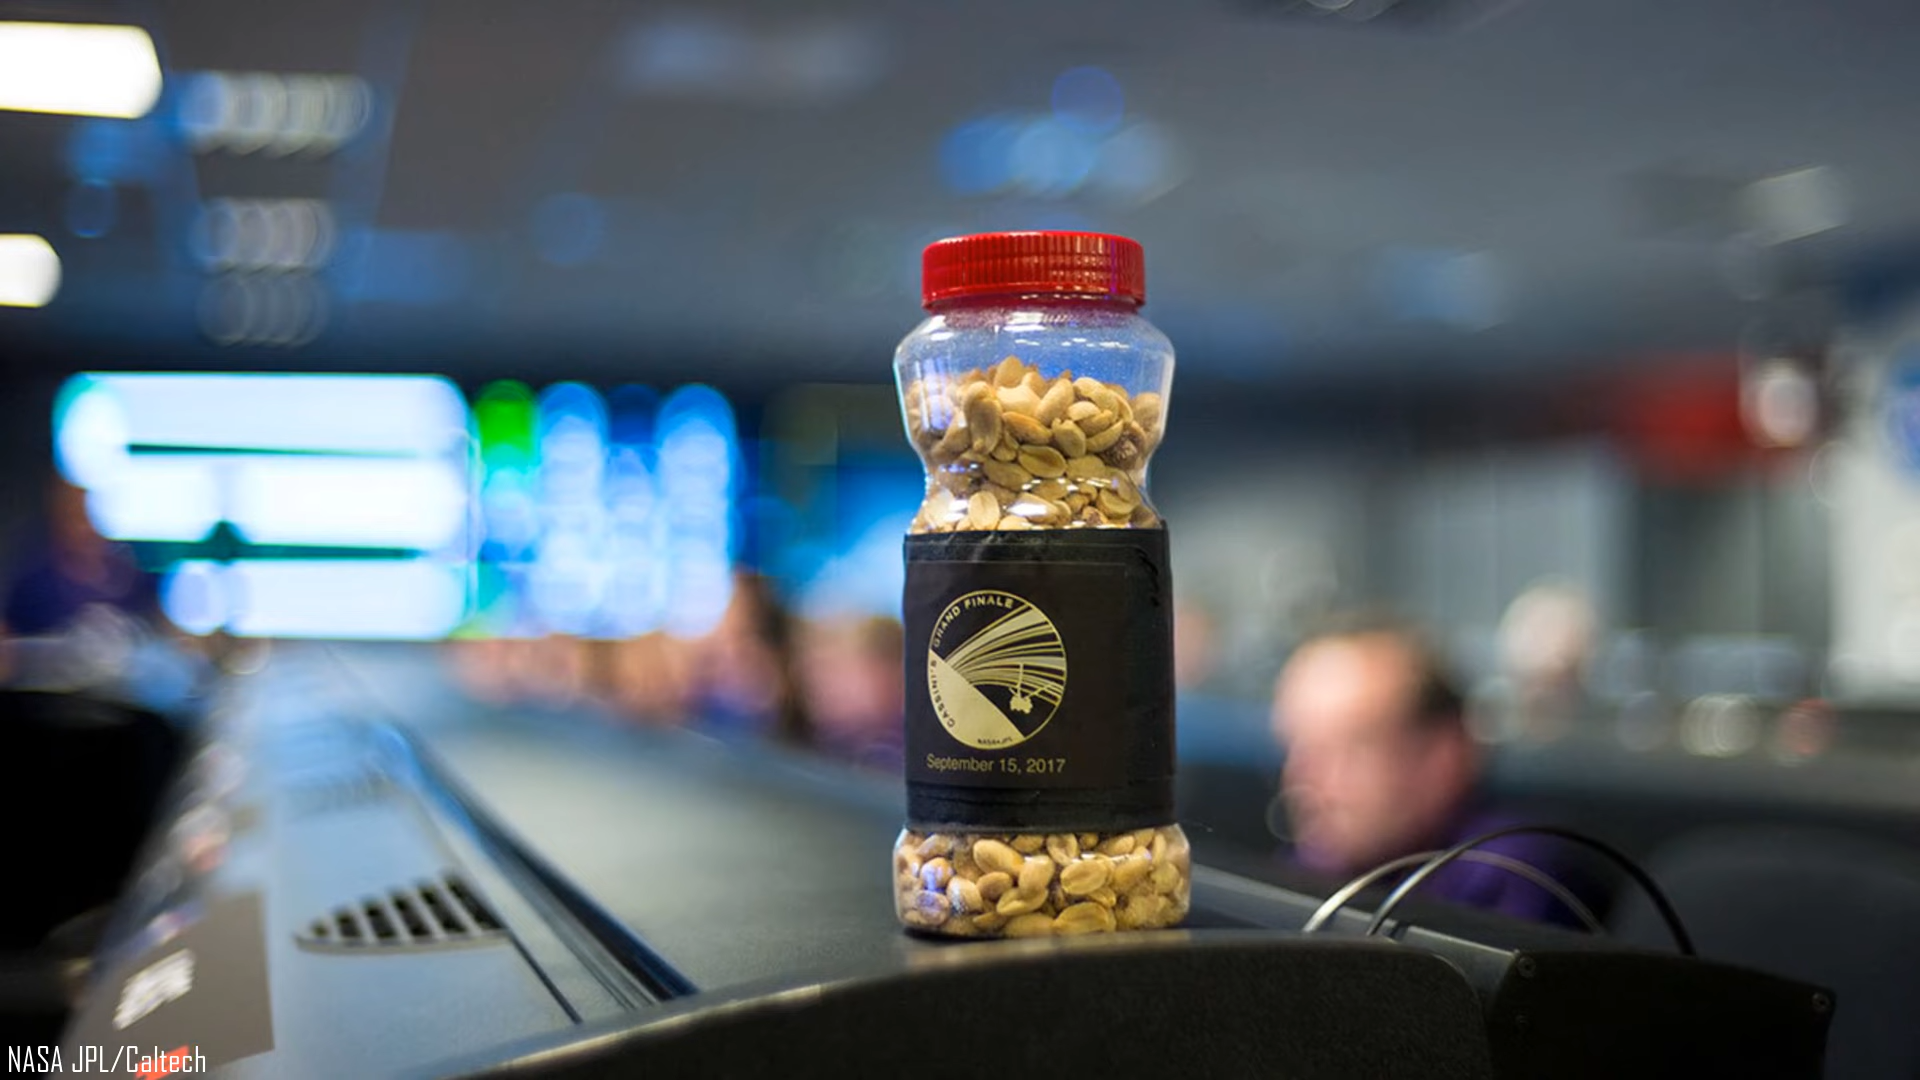 CASSINI'S GRAND FINALE
NASA • JPL
September 15, 2017
NASA JPL/Caltech